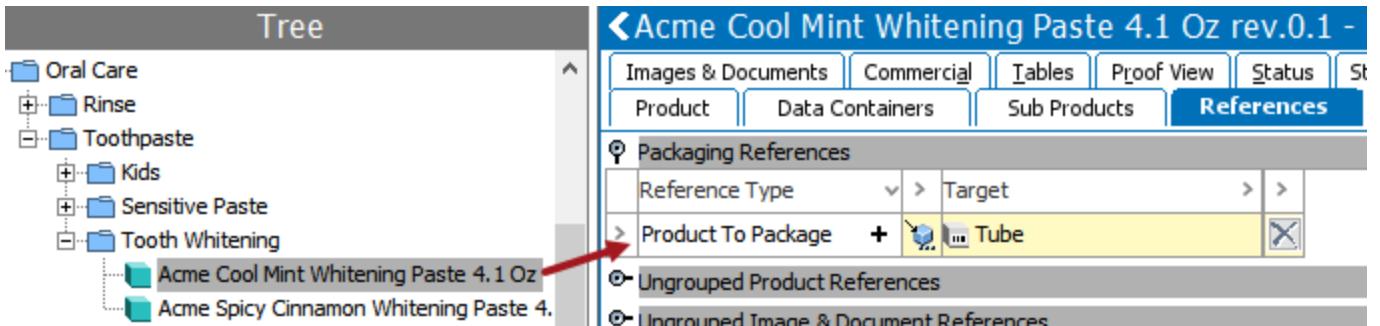 Tree
Oral Care
Rinse
Toothpaste
Kids
Sensitive Paste
Tooth Whitening
Acme Cool Mint Whitening Paste 4.1 Oz
Acme Spicy Cinnamon Whitening Paste 4.
Acme Cool Mint Whitening Paste 4.1 Oz rev.0.1 -
Images & Documents Commercial Tables Proof View Status St
Product Data Containers Sub Products References
Packaging References
Reference Type > Target > >
> Product To Package + Tube
Ungrouped Product References
Ungrouped Image & Document References